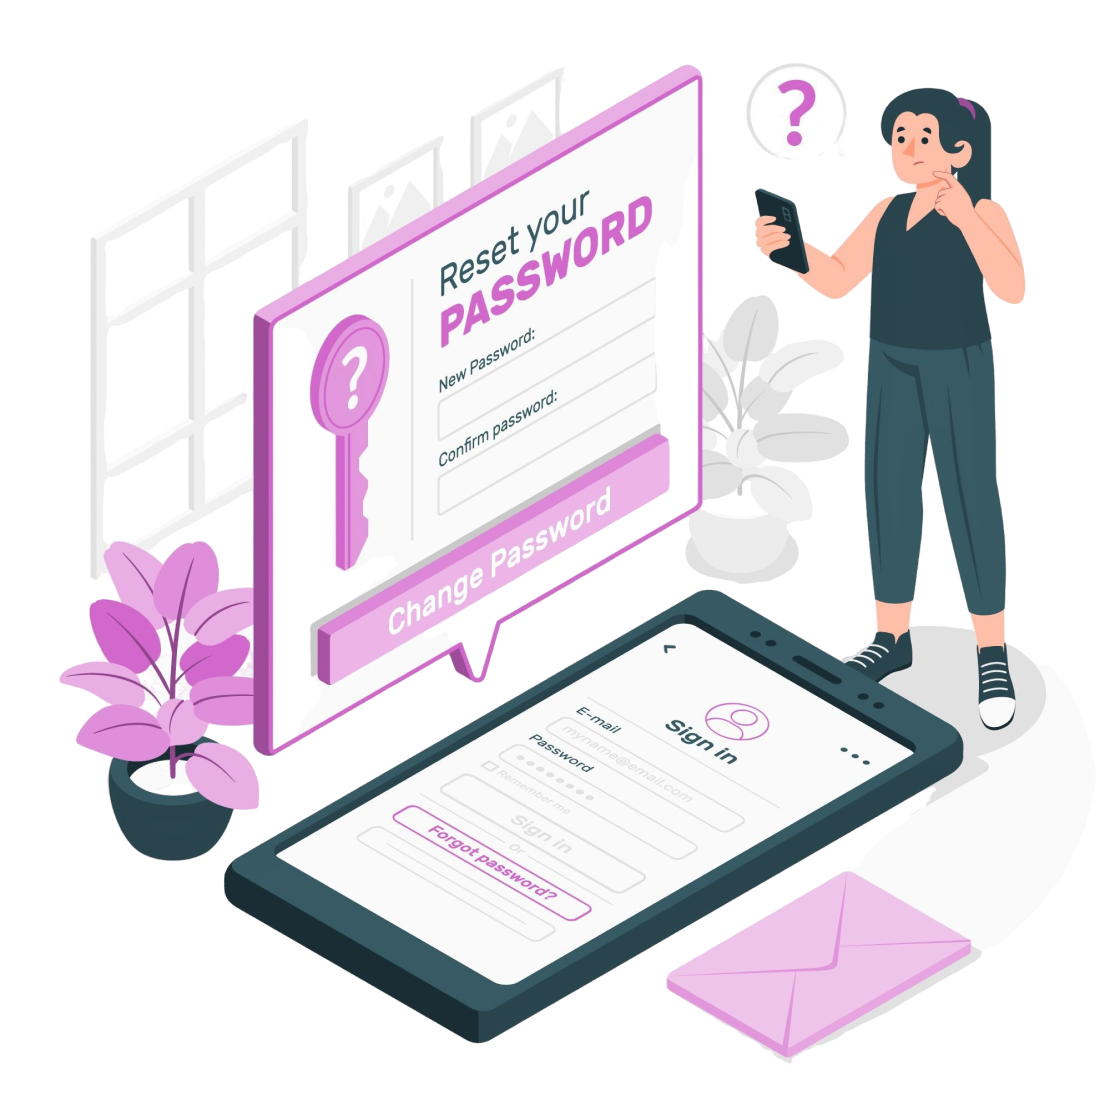 ?
Reset your
PASSWORD
?
New Password:
Confirm password:
Change Password
Sign in
E-mail
myname@email.com
Password
Remember me
Sign in
Or
Forgot password?